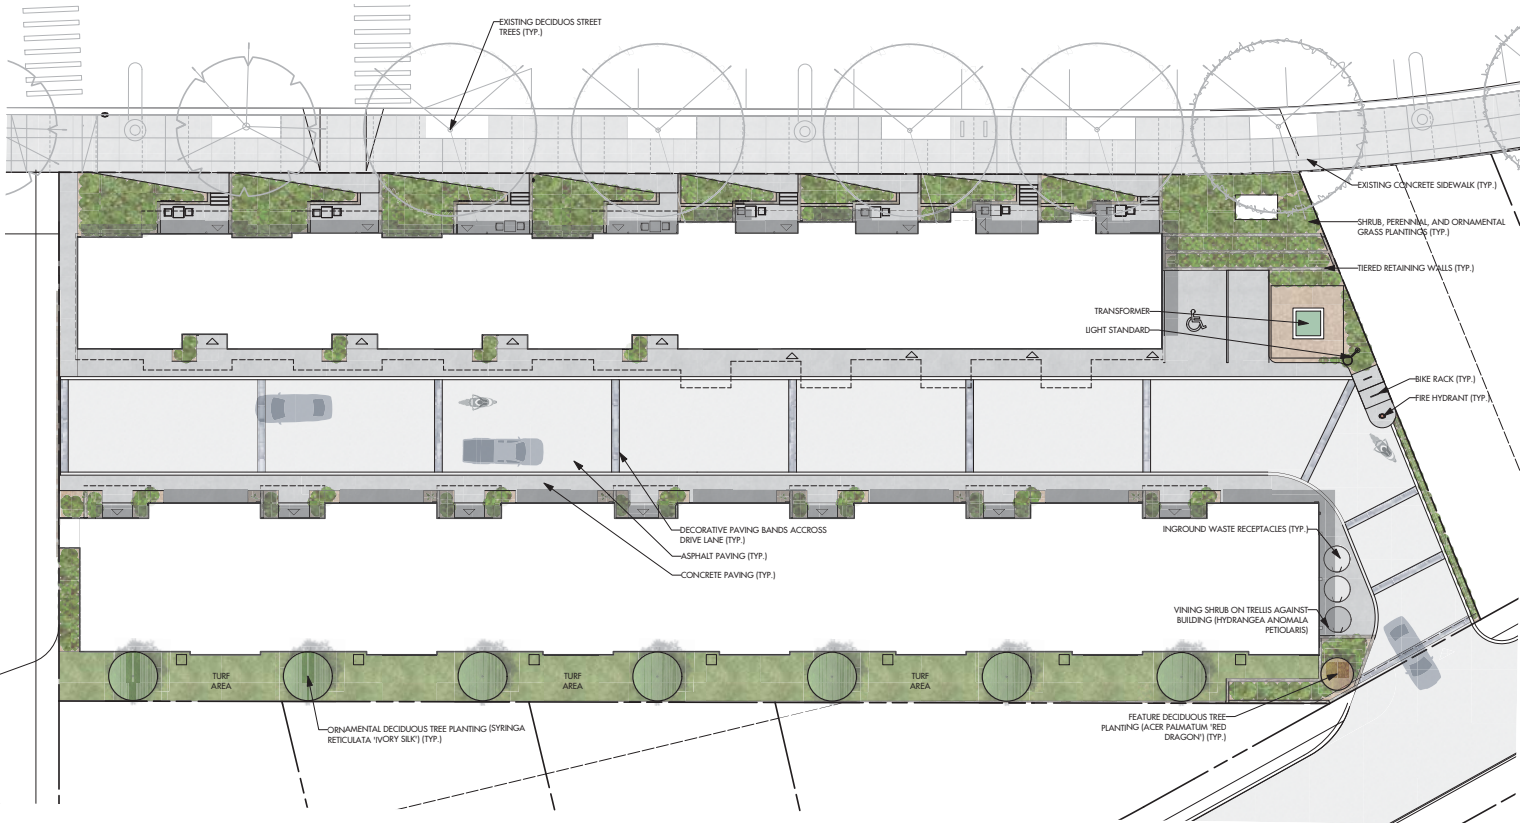 EXISTING DECIDUOS STREET
TREES (TYP.)
EXISTING CONCRETE SIDEWALK (TYP.)
SHRUB, PERENNIAL, AND ORNAMENTAL
GRASS PLANTINGS (TYP.)
TIERED RETAINING WALLS (TYP.)
TRANSFORMER
LIGHT STANDARD
BIKE RACK (TYP.)
FIRE HYDRANT (TYP.)
DECORATIVE PAVING BANDS ACCROSS
DRIVE LANE (TYP.)
ASPHALT PAVING (TYP.)
CONCRETE PAVING (TYP.)
INGROUND WASTE RECEPTACLES (TYP.)
VINING SHRUB ON TRELLIS AGAINST
BUILDING (HYDRANGEA ANOMALA
PETIOLARIS)
TURF
AREA
TURF
AREA
TURF
AREA
ORNAMENTAL DECIDUOUS TREE PLANTING (SYRINGA
RETICULATA 'IVORY SILK') (TYP.)
FEATURE DECIDUOUS TREE
PLANTING (ACER PALMATUM 'RED
DRAGON') (TYP.)